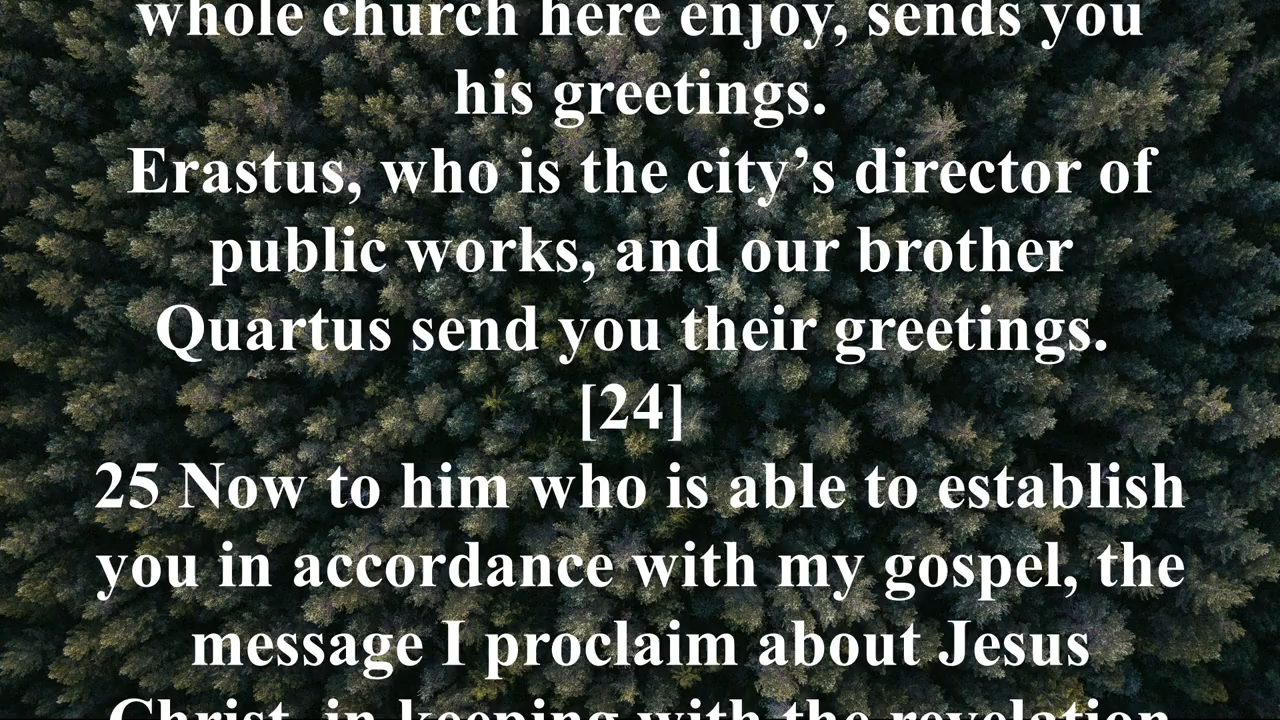 whole church here enjoy, sends you
his greetings.
Erastus, who is the city’s director of
public works, and our brother
Quartus send you their greetings.
[24]
25 Now to him who is able to establish
you in accordance with my gospel, the
message I proclaim about Jesus
Christ, in keeping with the revelation